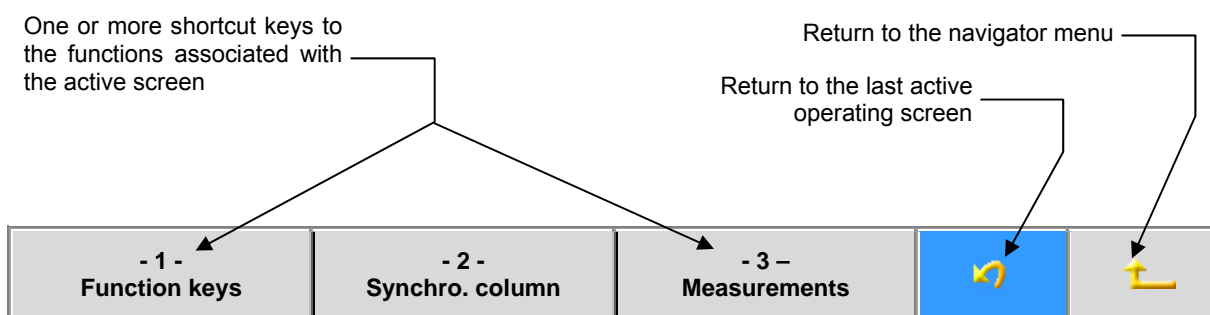 One or more shortcut keys to
the functions associated with
the active screen
Return to the navigator menu
Return to the last active
operating screen
- 1 -
Function keys
- 2 -
Synchro. column
- 3 –
Measurements